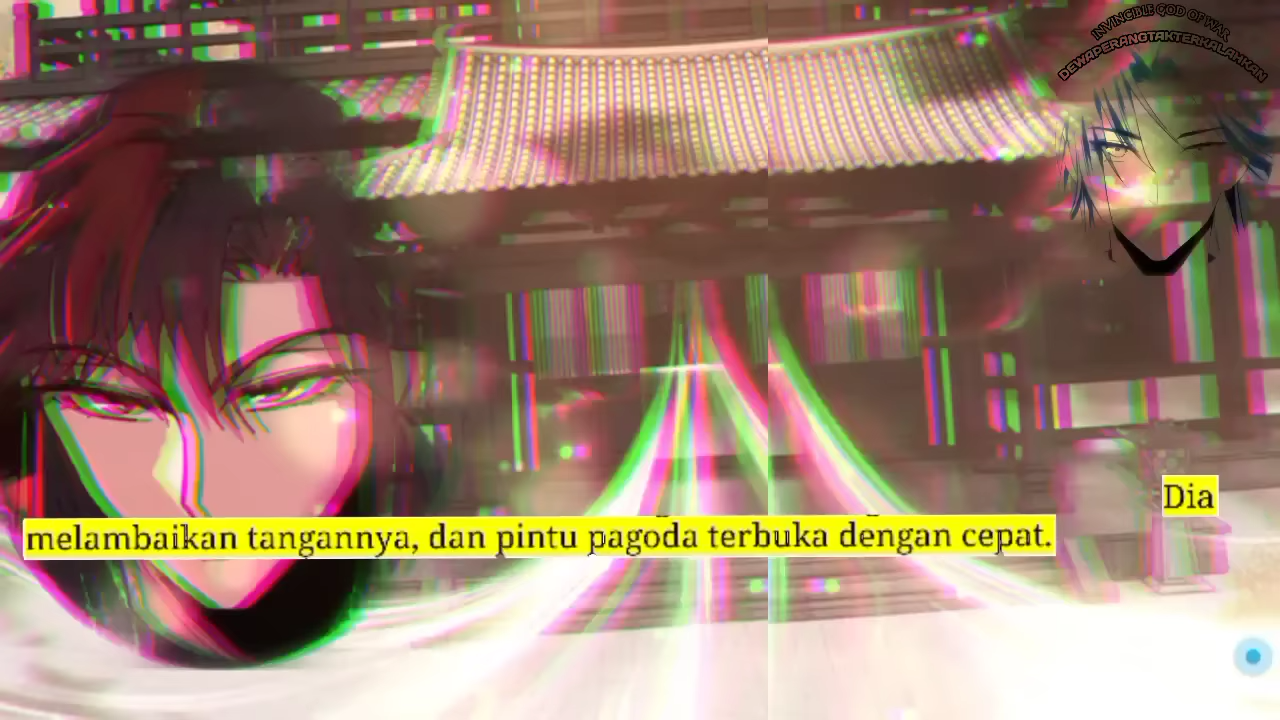 INVINCIBLE GOD OF WAR
DEWAPERANGTAKTERKALAHKAN
Dia
melambaikan tangannya, dan pintu pagoda terbuka dengan cepat.